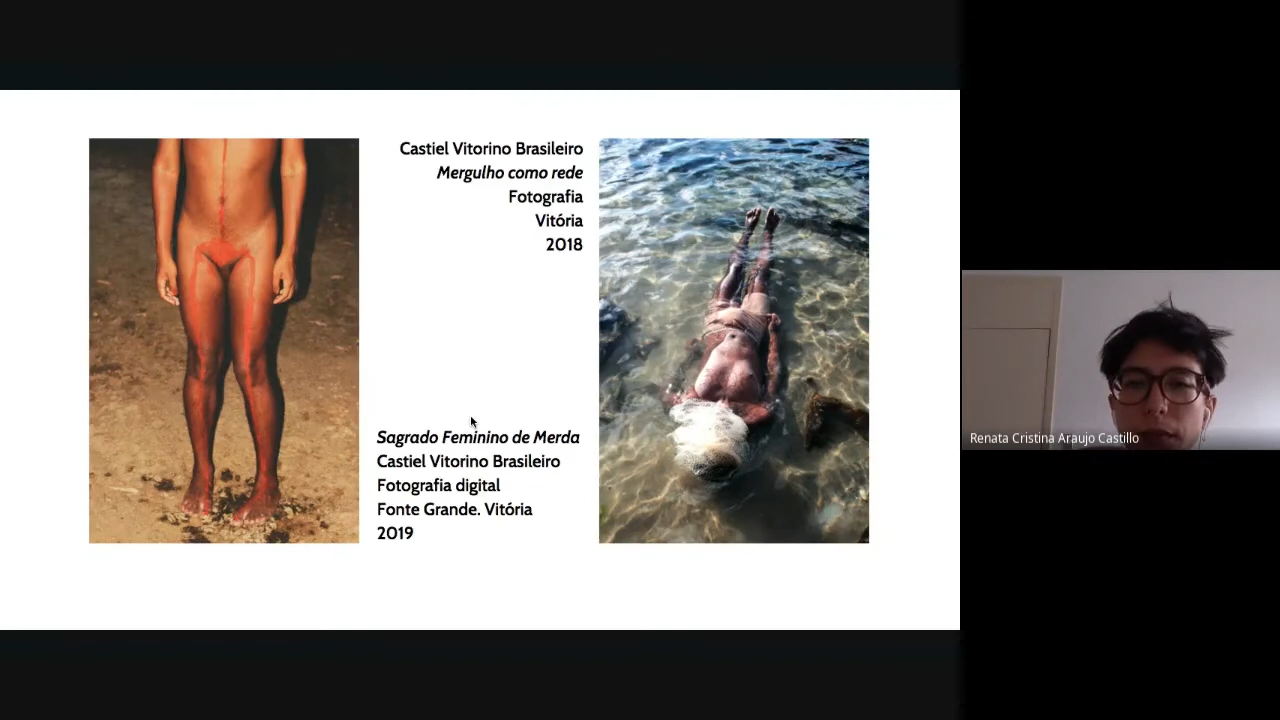 Castiel Vitorino Brasileiro
Mergulho como rede
Fotografia
Vitória
2018
Sagrado Feminino de Merda
Castiel Vitorino Brasileiro
Fotografia digital
Fonte Grande. Vitória
2019
Renata Cristina Araujo Castillo